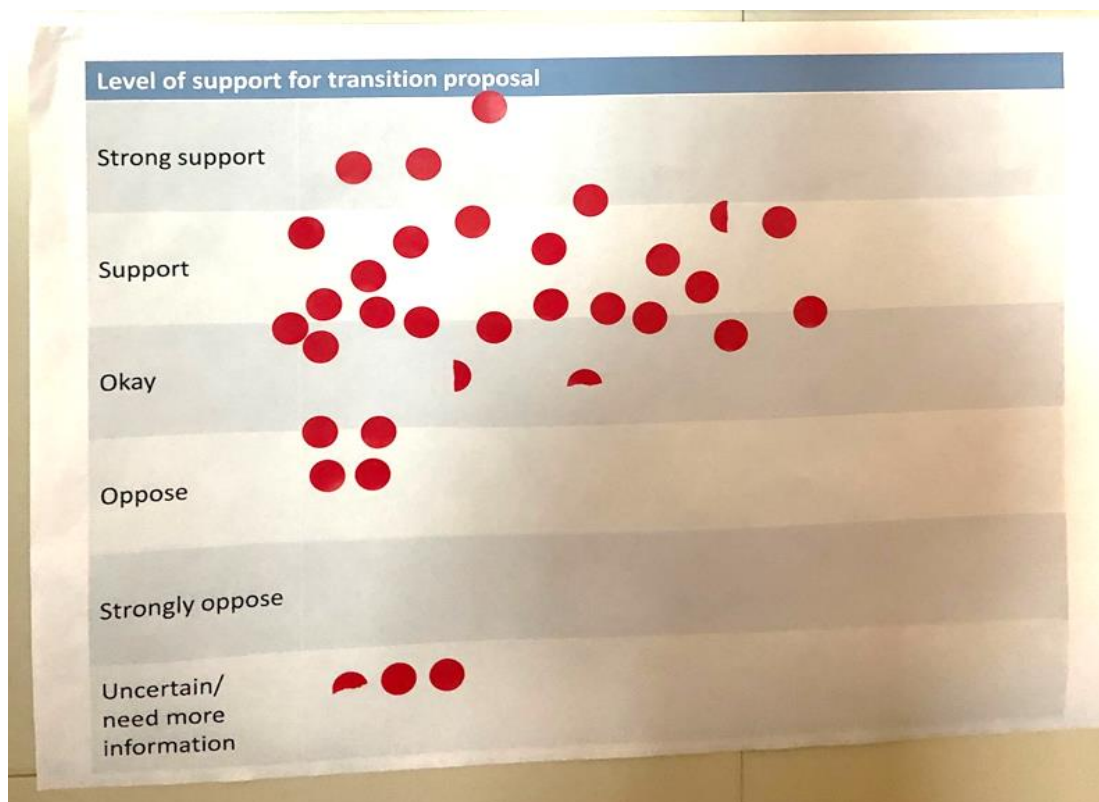 Level of support for transition proposal
Strong support
Support
Okay
Oppose
Strongly oppose
Uncertain/
need more
information